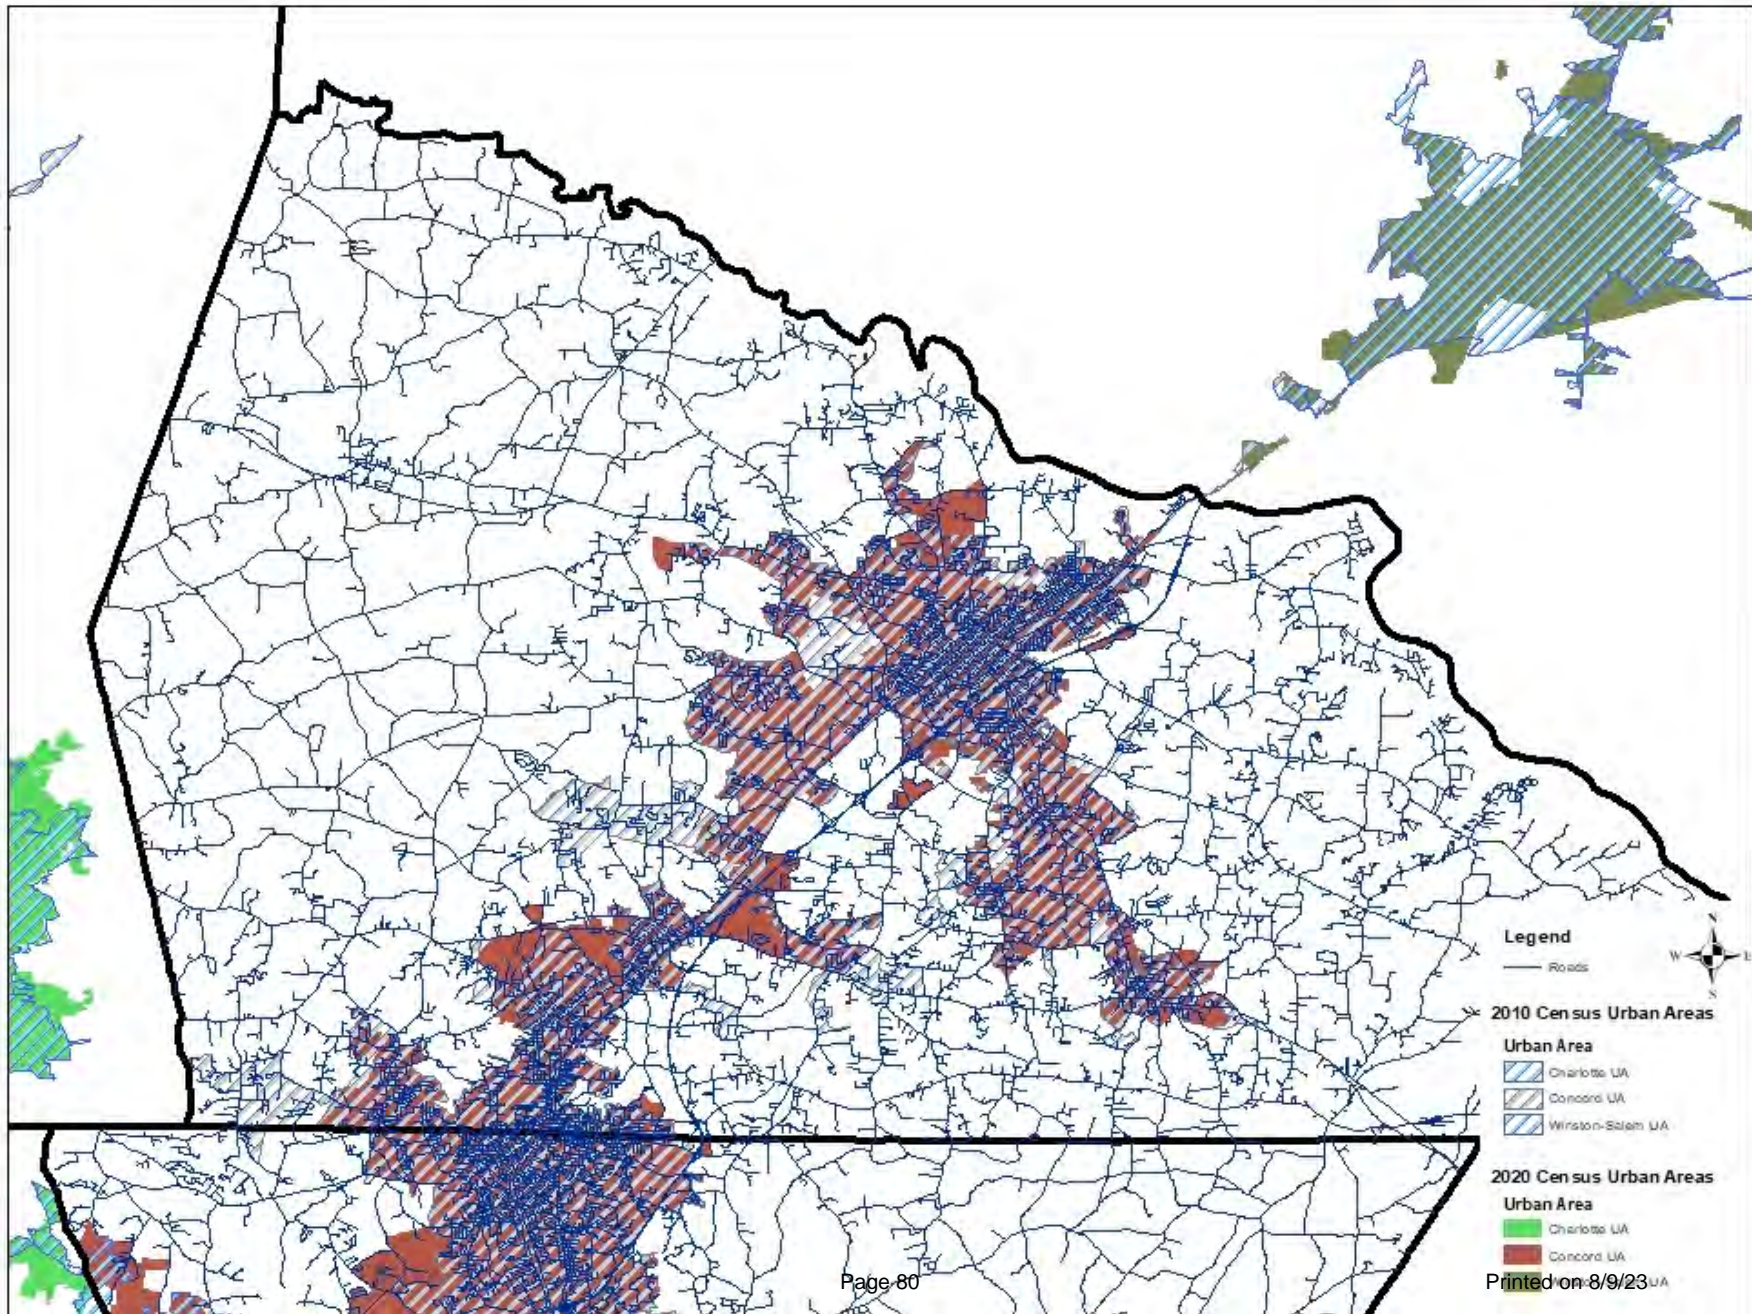 Legend
N
W E
S
Roads
2010 Census Urban Areas
Urban Area
Charlotte UA
Concord UA
Winston-Salem UA
2020 Census Urban Areas
Urban Area
Charlotte UA
Concord UA
UA
Page 80
Printed on 8/9/23